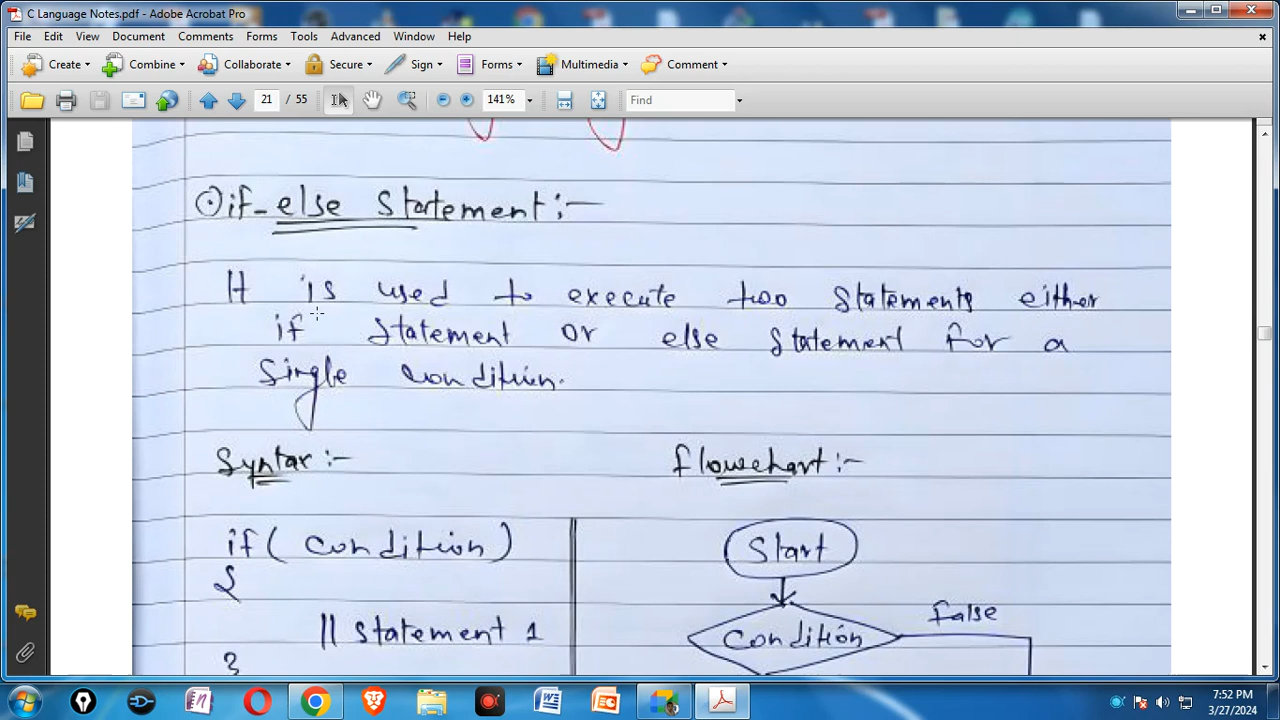 C Language Notes.pdf - Adobe Acrobat Pro
File Edit View Document Comments Forms Tools Advanced Window Help
Create Combine Collaborate Secure Sign Forms Multimedia Comment
21 / 55 141% Find
if-else Statement:-
It is used to execute two Statements either
if Statement or else Statement for a
Single condition.
Syntax :-
flowchart :-
if ( condition )
{
|| Statement 1
}
Start
Condition
false
7:52 PM
3/27/2024